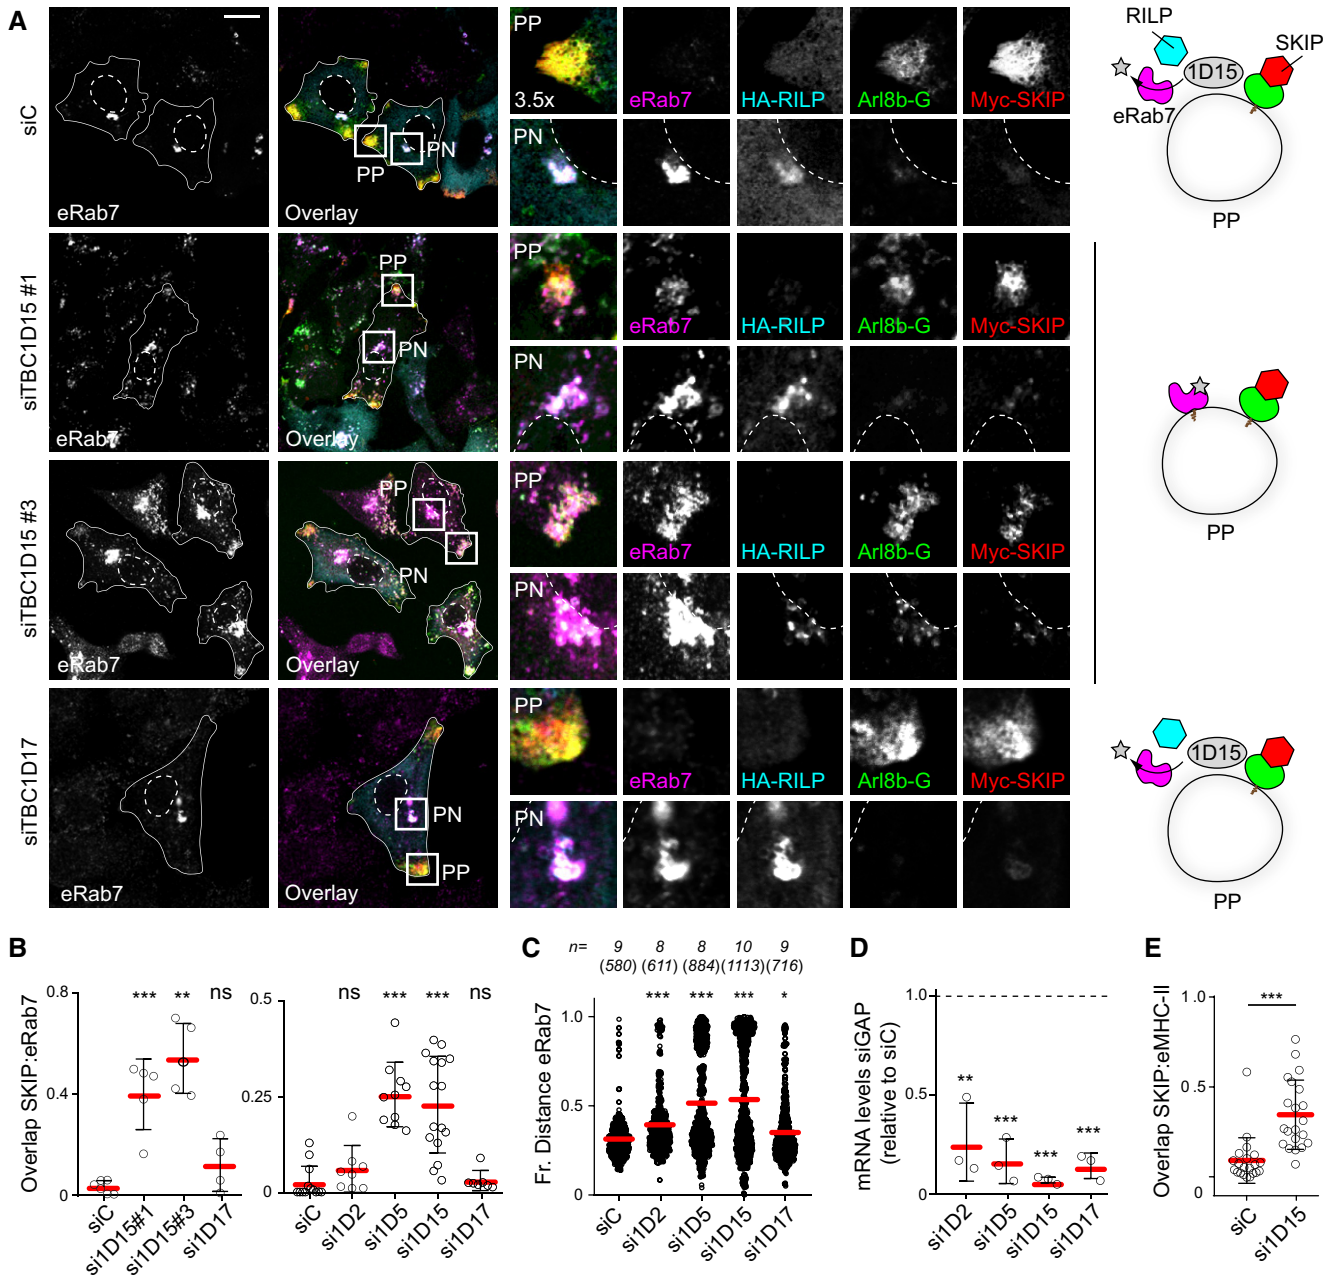 A
siC
eRab7
Overlay
PP
PN
PP
3.5x
eRab7
HA-RILP
Arl8b-G
Myc-SKIP
PN
RILP
SKIP
1D15
eRab7
PP
siTBC1D15 #1
eRab7
Overlay
PP
PN
PP
eRab7
HA-RILP
Arl8b-G
Myc-SKIP
PN
PP
siTBC1D15 #3
eRab7
Overlay
PP
PN
PP
eRab7
HA-RILP
Arl8b-G
Myc-SKIP
PN
siTBC1D17
eRab7
Overlay
PN
PP
PP
eRab7
HA-RILP
Arl8b-G
Myc-SKIP
PN
1D15
PP
B
Overlap SKIP:eRab7
0.8
0.4
0
*** ** ns
siC si1D15#1 si1D15#3 si1D17
0.5
0.25
0
ns *** *** ns
siC si1D2 si1D5 si1D15 si1D17
C
n= 9 8 8 10 9
(580) (611) (884) (1113) (716)
*** *** *** *
Fr. Distance eRab7
1.0
0.5
0
siC si1D2 si1D5 si1D15 si1D17
D
mRNA levels siGAP
(relative to siC)
1.0
0.5
0
** *** *** ***
si1D2 si1D5 si1D15 si1D17
E
Overlap SKIP:eMHC-II
1.0
0.5
0
***
siC si1D15